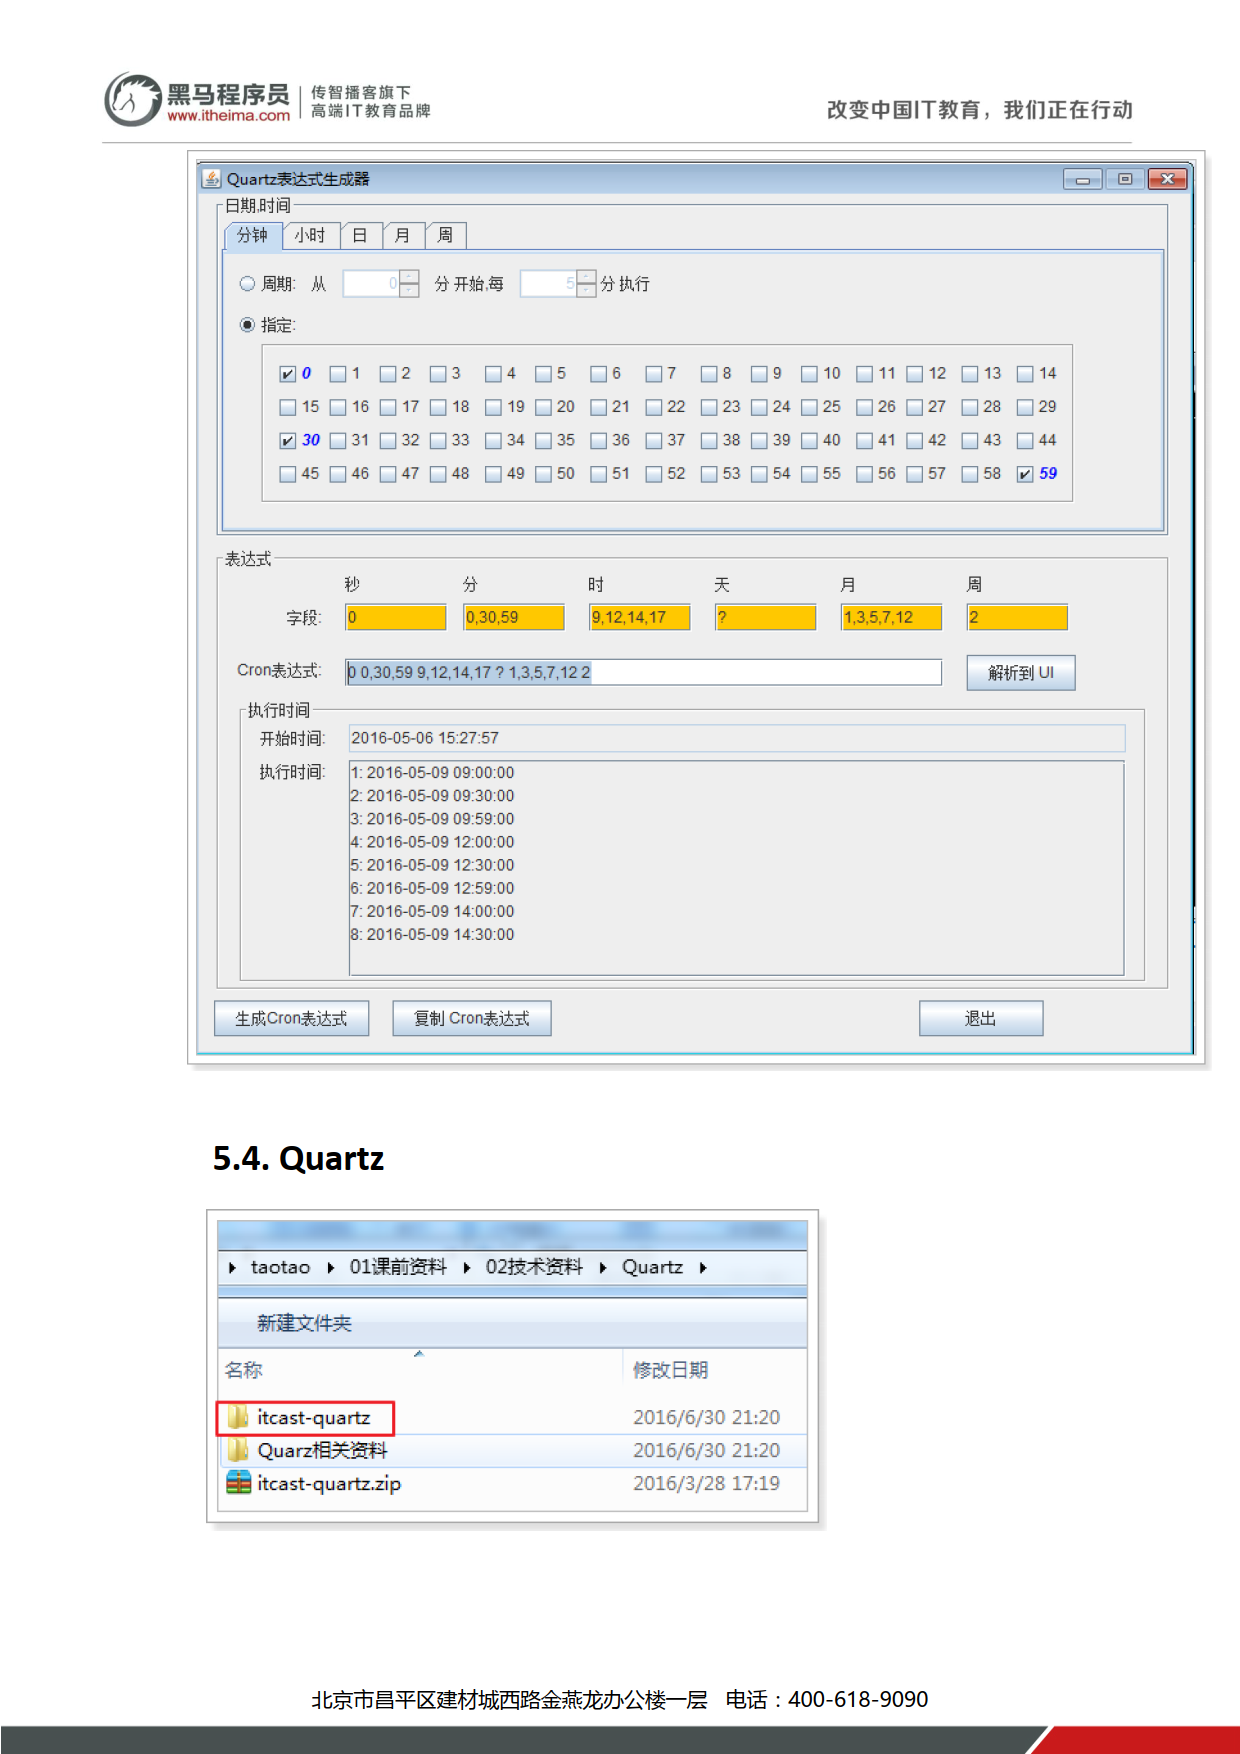 黑马程序员
www.itheima.com
传智播客旗下
高端IT教育品牌
改变中国IT教育，我们正在行动
Quartz表达式生成器
日期,时间
分钟 小时 日 月 周
周期: 从 0 分 开始,每 5 分 执行
指定:
0 1 2 3 4 5 6 7 8 9 10 11 12 13 14
15 16 17 18 19 20 21 22 23 24 25 26 27 28 29
30 31 32 33 34 35 36 37 38 39 40 41 42 43 44
45 46 47 48 49 50 51 52 53 54 55 56 57 58 59
表达式
秒 分 时 天 月 周
字段: 0 0,30,59 9,12,14,17 ? 1,3,5,7,12 2
Cron表达式: 0 0,30,59 9,12,14,17 ? 1,3,5,7,12 2 解析到 UI
执行时间
开始时间: 2016-05-06 15:27:57
执行时间: 1: 2016-05-09 09:00:00
2: 2016-05-09 09:30:00
3: 2016-05-09 09:59:00
4: 2016-05-09 12:00:00
5: 2016-05-09 12:30:00
6: 2016-05-09 12:59:00
7: 2016-05-09 14:00:00
8: 2016-05-09 14:30:00
生成Cron表达式 复制 Cron表达式 退出
5.4. Quartz
taotao 01课前资料 02技术资料 Quartz
新建文件夹
名称 修改日期
itcast-quartz 2016/6/30 21:20
Quarz相关资料 2016/6/30 21:20
itcast-quartz.zip 2016/3/28 17:19
北京市昌平区建材城西路金燕龙办公楼一层 电话：400-618-9090